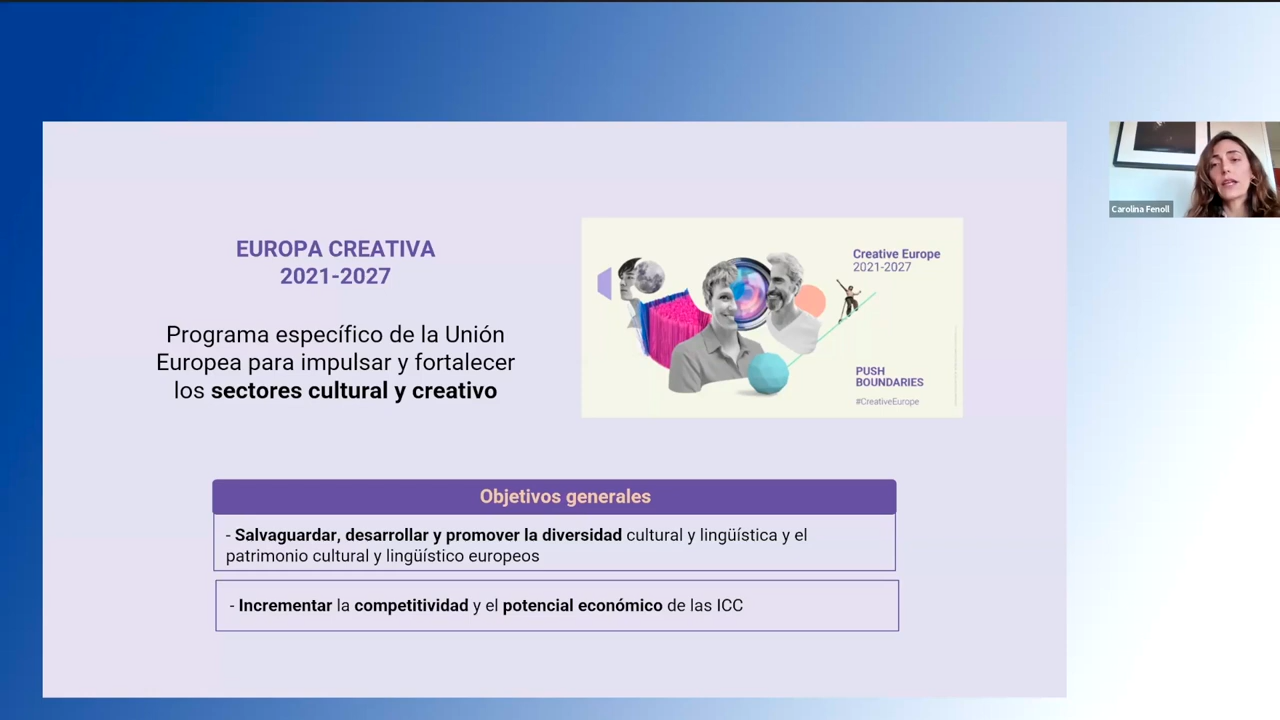 EUROPA CREATIVA
2021-2027
Programa específico de la Unión
Europea para impulsar y fortalecer
los sectores cultural y creativo
Creative Europe
2021-2027
PUSH
BOUNDARIES
#CreativeEurope
Carolina Fenoll
Objetivos generales
- Salvaguardar, desarrollar y promover la diversidad cultural y lingüística y el
patrimonio cultural y lingüístico europeos
- Incrementar la competitividad y el potencial económico de las ICC